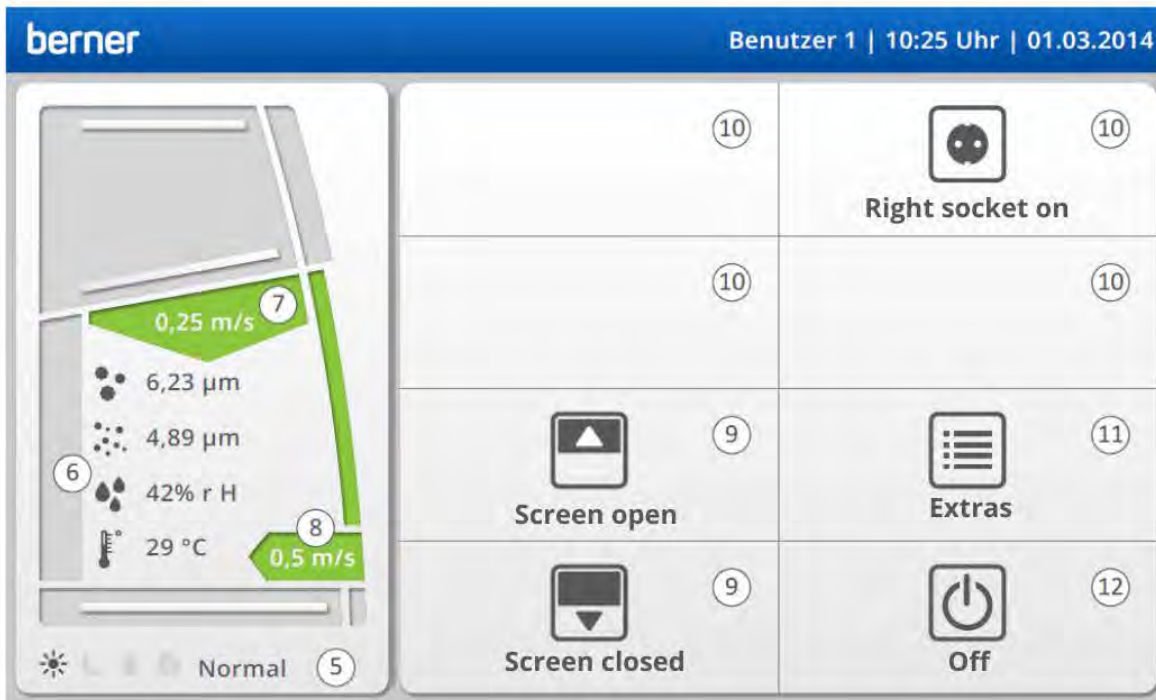 berner
Benutzer 1 | 10:25 Uhr | 01.03.2014
10
10
Right socket on
7
0,25 m/s
10
10
6,23 µm
4,89 µm
6
42% r H
29 °C
8
0,5 m/s
9
Screen open
11
Extras
9
Screen closed
12
Off
Normal
5